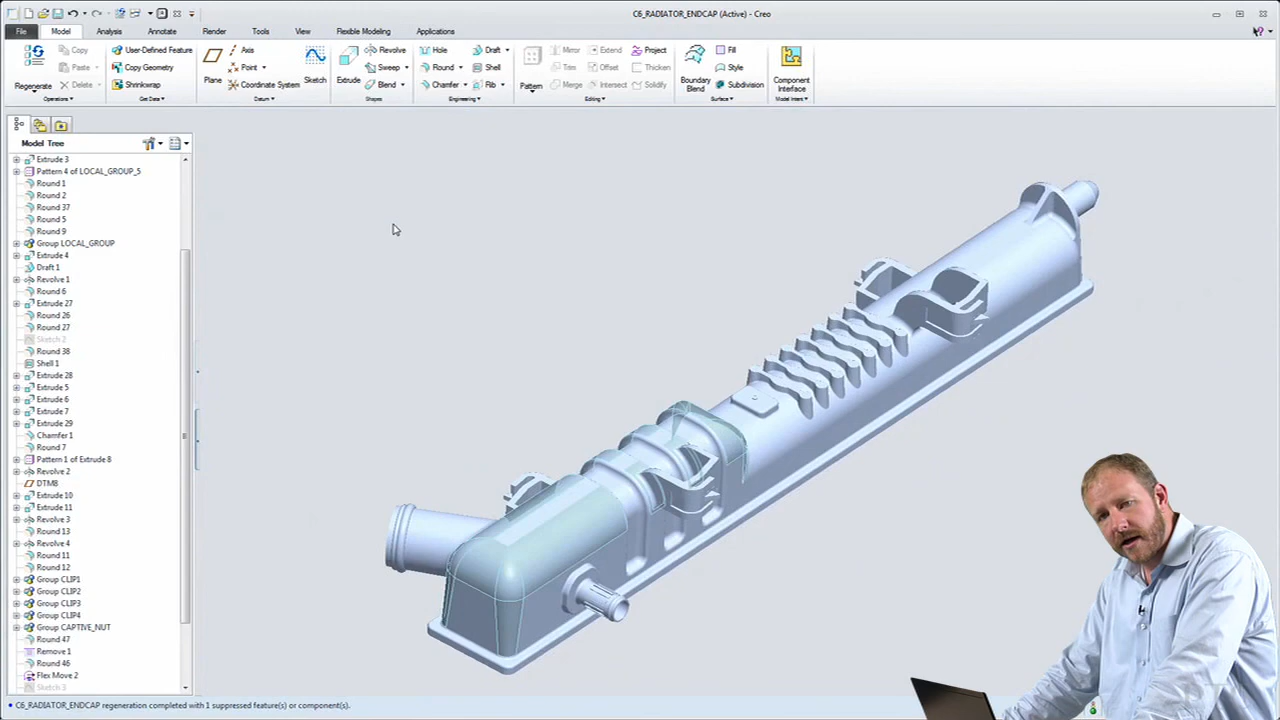 C6_RADIATOR_ENDCAP (Active) - Creo
File Model Analysis Annotate Render Tools View Flexible Modeling Applications
Regenerate
Copy
Paste
Delete
Operations
User-Defined Feature
Copy Geometry
Shrinkwrap
Get Data
Plane
Axis
Point
Coordinate System
Sketch
Datum
Extrude
Revolve
Sweep
Blend
Shapes
Hole
Round
Chamfer
Draft
Shell
Rib
Engineering
Pattern
Mirror
Trim
Merge
Extend
Offset
Intersect
Project
Thicken
Solidify
Editing
Boundary
Blend
Fill
Style
Subdivision
Surface
Component
Interface
Model Intent
Model Tree
Extrude 3
Pattern 4 of LOCAL_GROUP_5
Round 1
Round 2
Round 37
Round 5
Round 9
Group LOCAL_GROUP
Extrude 4
Draft 1
Revolve 1
Round 6
Extrude 27
Round 26
Round 27
Sketch 2
Round 38
Shell 1
Extrude 28
Extrude 5
Extrude 6
Extrude 7
Extrude 29
Chamfer 1
Round 7
Pattern 1 of Extrude 8
Revolve 2
DTM8
Extrude 10
Extrude 11
Revolve 3
Round 13
Revolve 4
Round 11
Round 12
Group CLIP1
Group CLIP2
Group CLIP3
Group CLIP4
Group CAPTIVE_NUT
Round 47
Remove 1
Round 46
Flex Move 2
Sketch 3
C6_RADIATOR_ENDCAP regeneration completed with 1 suppressed feature(s) or component(s).